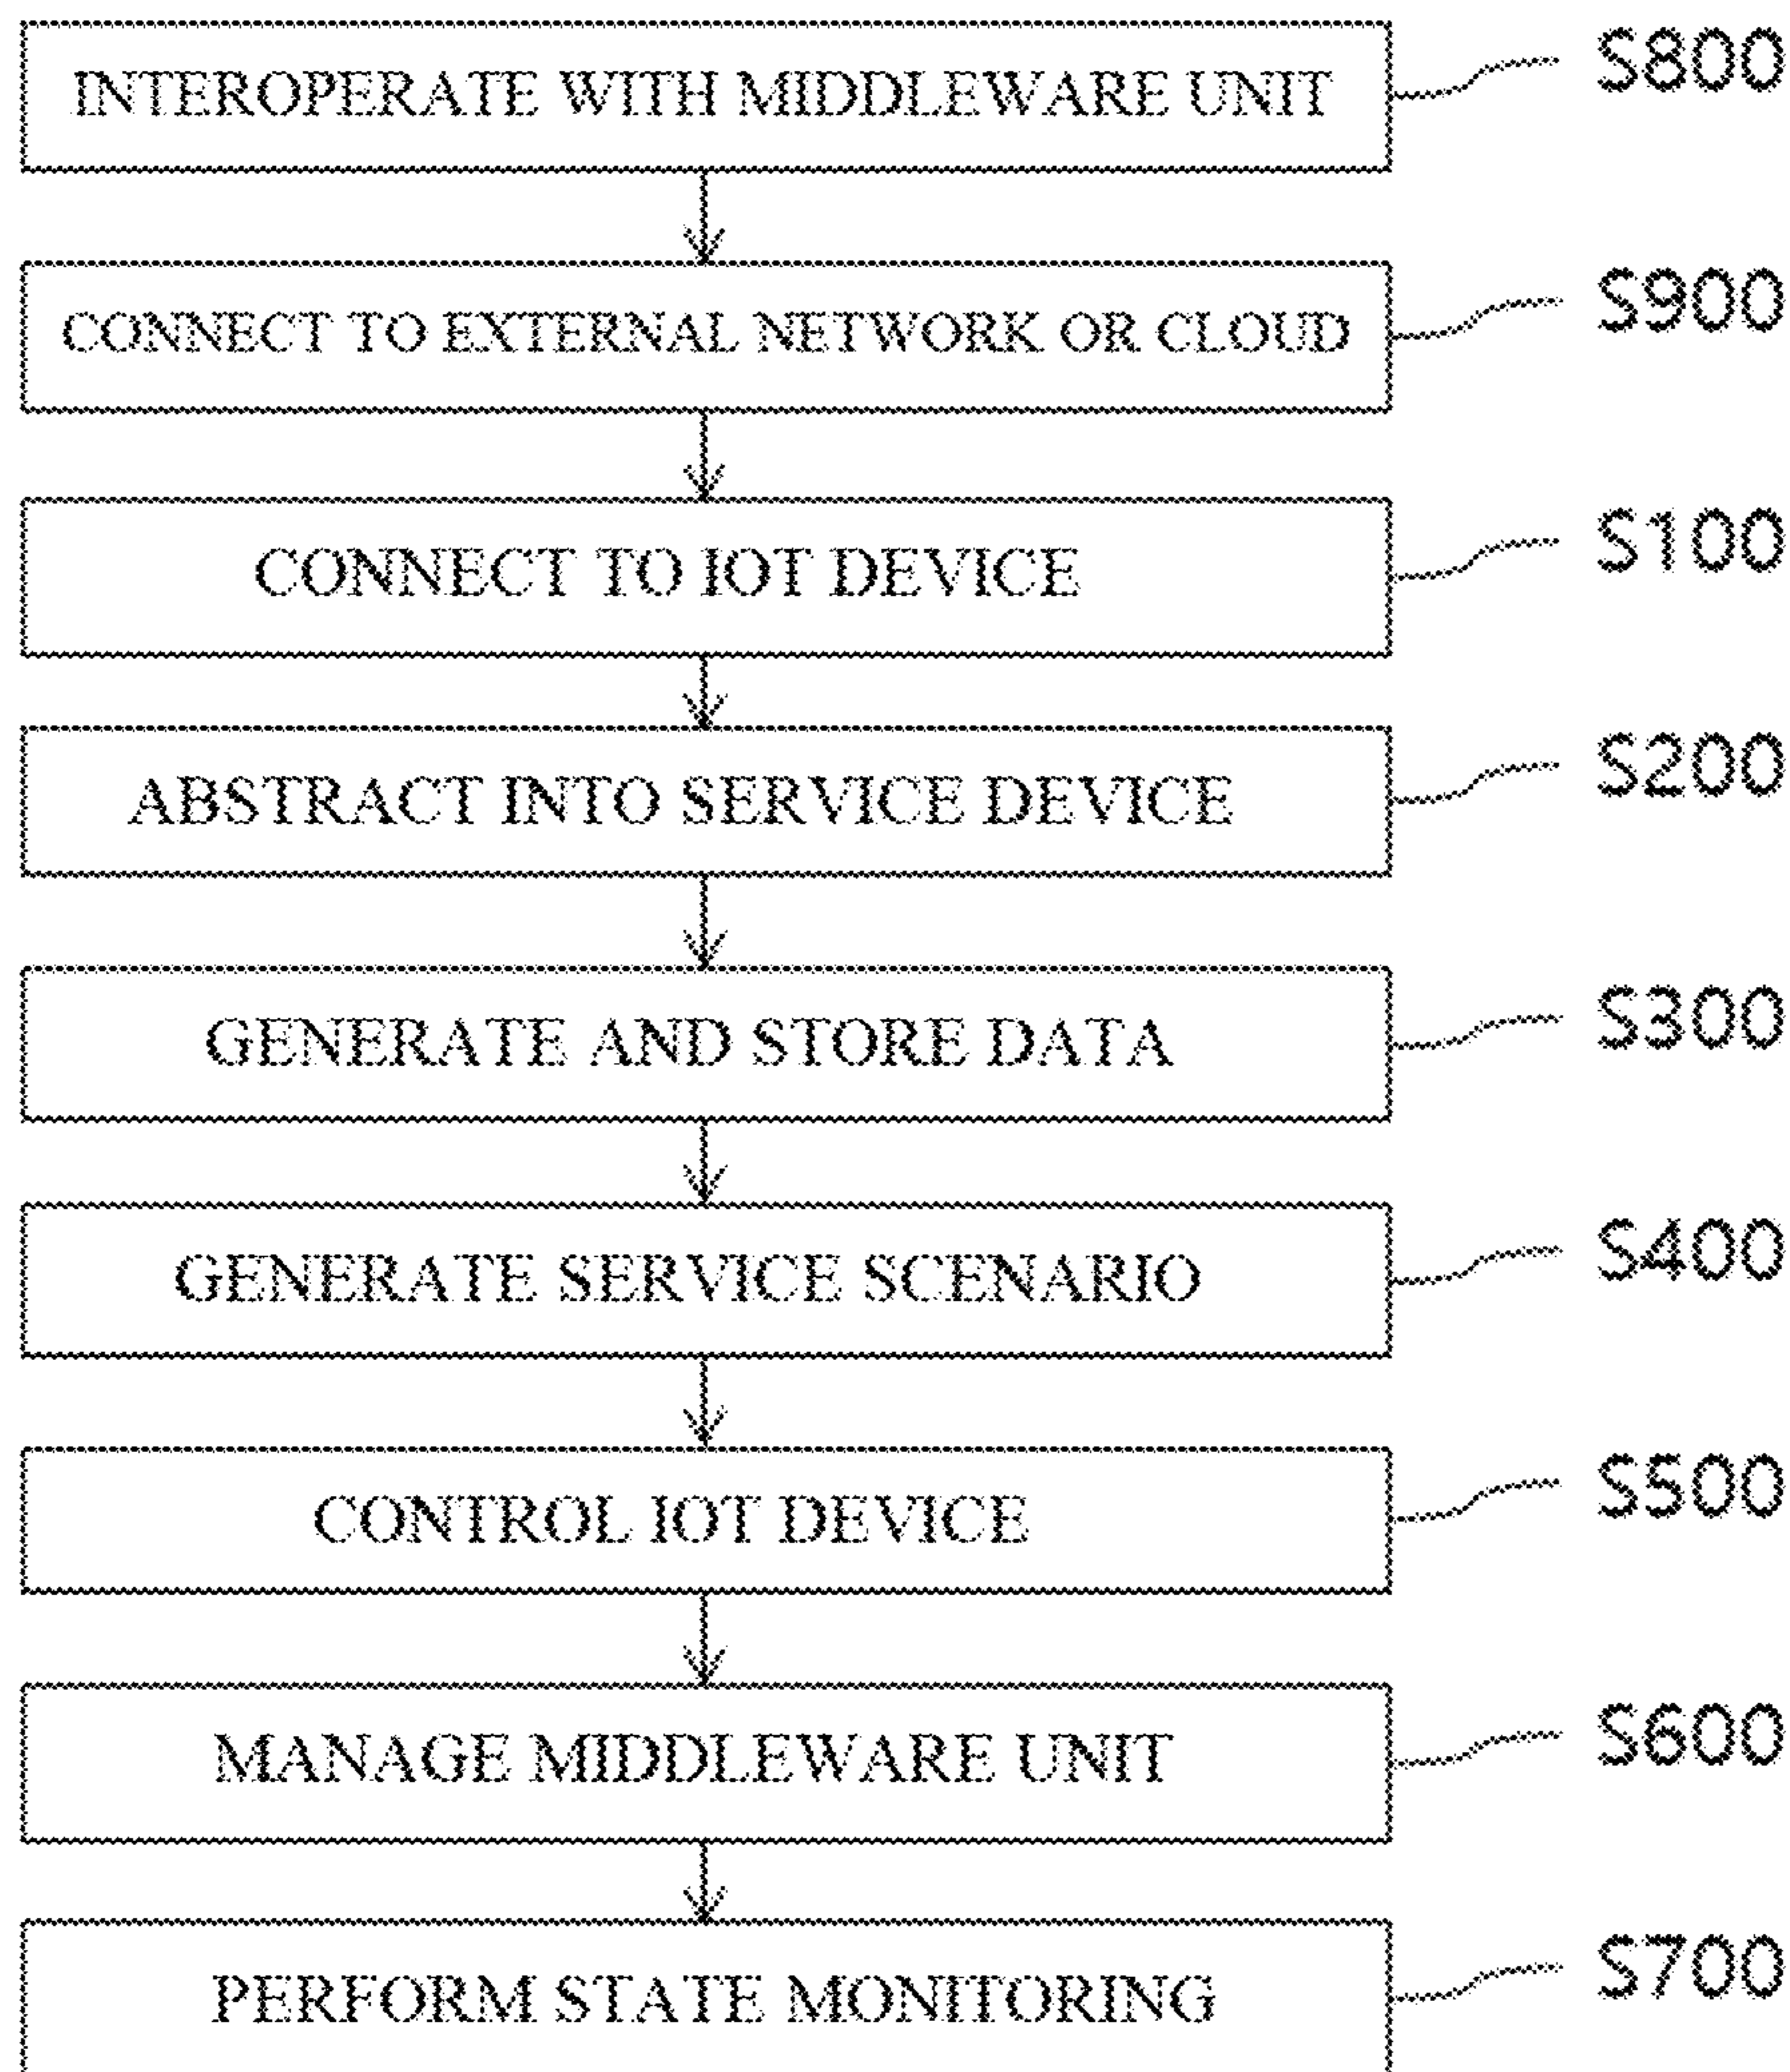 INTEROPERATE WITH MIDDLEWARE UNIT S800
CONNECT TO EXTERNAL NETWORK OR CLOUD S900
CONNECT TO IOT DEVICE S100
ABSTRACT INTO SERVICE DEVICE S200
GENERATE AND STORE DATA S300
GENERATE SERVICE SCENARIO S400
CONTROL IOT DEVICE S500
MANAGE MIDDLEWARE UNIT S600
PERFORM STATE MONITORING S700